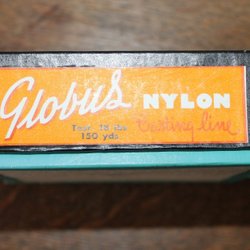 Globus NYLON
Test 18 lbs. Casting line
150 yds.